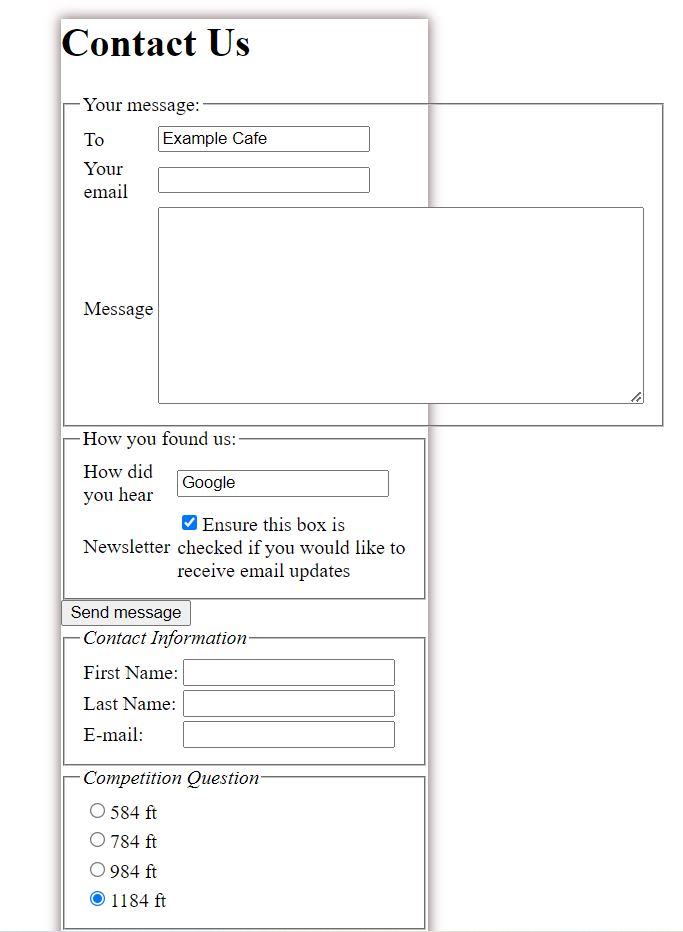 Contact Us
Your message:
To Example Cafe
Your
email
Message
How you found us:
How did
you hear
Google
Ensure this box is
Newsletter checked if you would like to
receive email updates
Send message
Contact Information
First Name:
Last Name:
E-mail:
Competition Question
584 ft
784 ft
984 ft
1184 ft